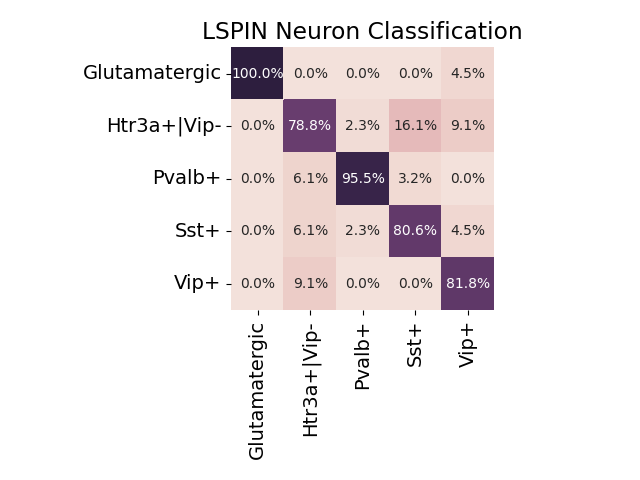 LSPIN Neuron Classification
Glutamatergic 100.0% 0.0% 0.0% 0.0% 4.5%
Htr3a+|Vip- 0.0% 78.8% 2.3% 16.1% 9.1%
Pvalb+ 0.0% 6.1% 95.5% 3.2% 0.0%
Sst+ 0.0% 6.1% 2.3% 80.6% 4.5%
Vip+ 0.0% 9.1% 0.0% 0.0% 81.8%
Glutamatergic
Htr3a+|Vip-
Pvalb+
Sst+
Vip+